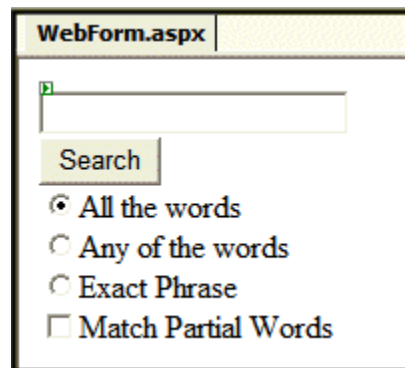 WebForm.aspx
Search
All the words
Any of the words
Exact Phrase
Match Partial Words